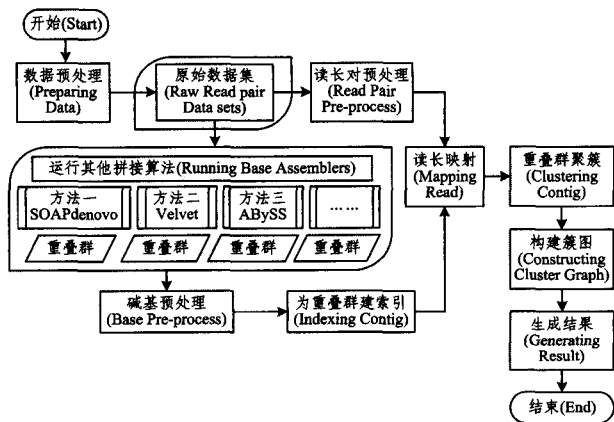 开始(Start)
数据预处理
(Preparing
Data)
原始数据集
(Raw Read pair
Data sets)
读长对预处理
(Read Pair
Pre-process)
运行其他拼接算法(Running Base Assemblers)
方法一
SOAPdenovo
方法二
Velvet
方法三
ABySS
……
重叠群
重叠群
重叠群
重叠群
碱基预处理
(Base Pre-process)
为重叠群建索引
(Indexing Contig)
读长映射
(Mapping
Read)
重叠群聚簇
(Clustering
Contig)
构建簇图
(Constructing
Cluster Graph)
生成结果
(Generating
Result)
结束(End)